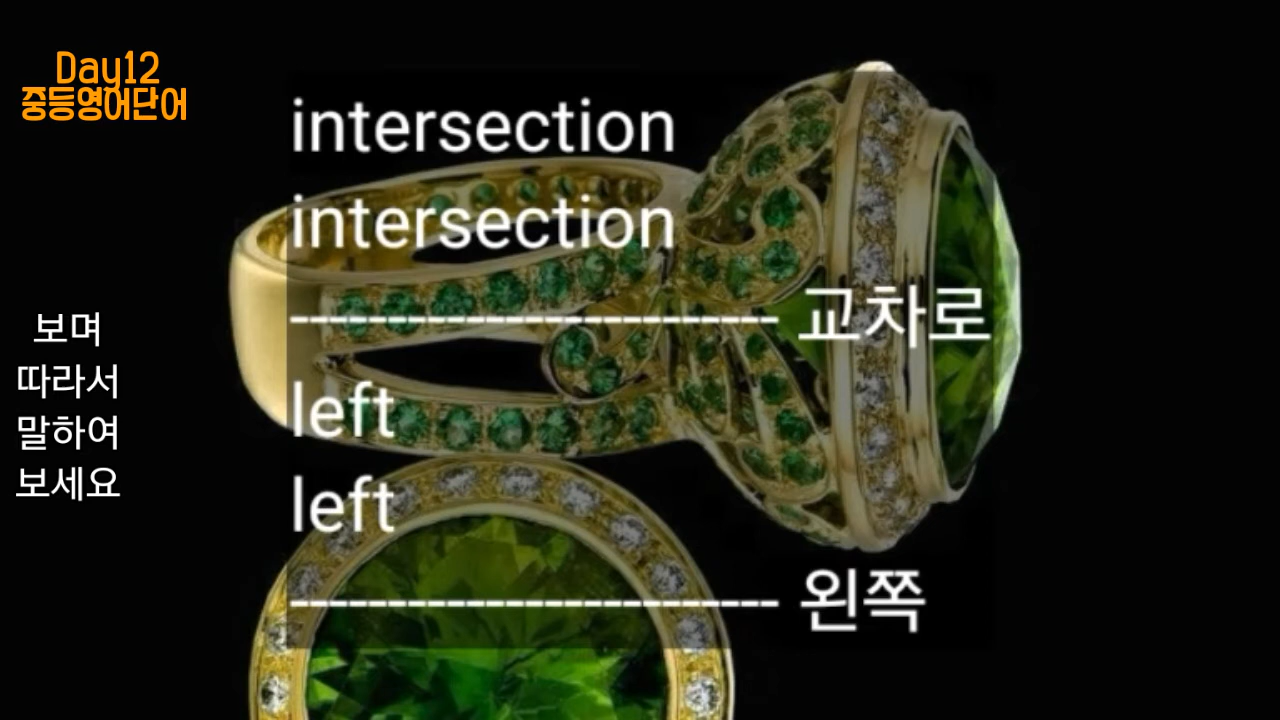 Day12
중등영어단어
보며
따라서
말하여
보세요
intersection
intersection
------------------------- 교차로
left
left
------------------------- 왼쪽